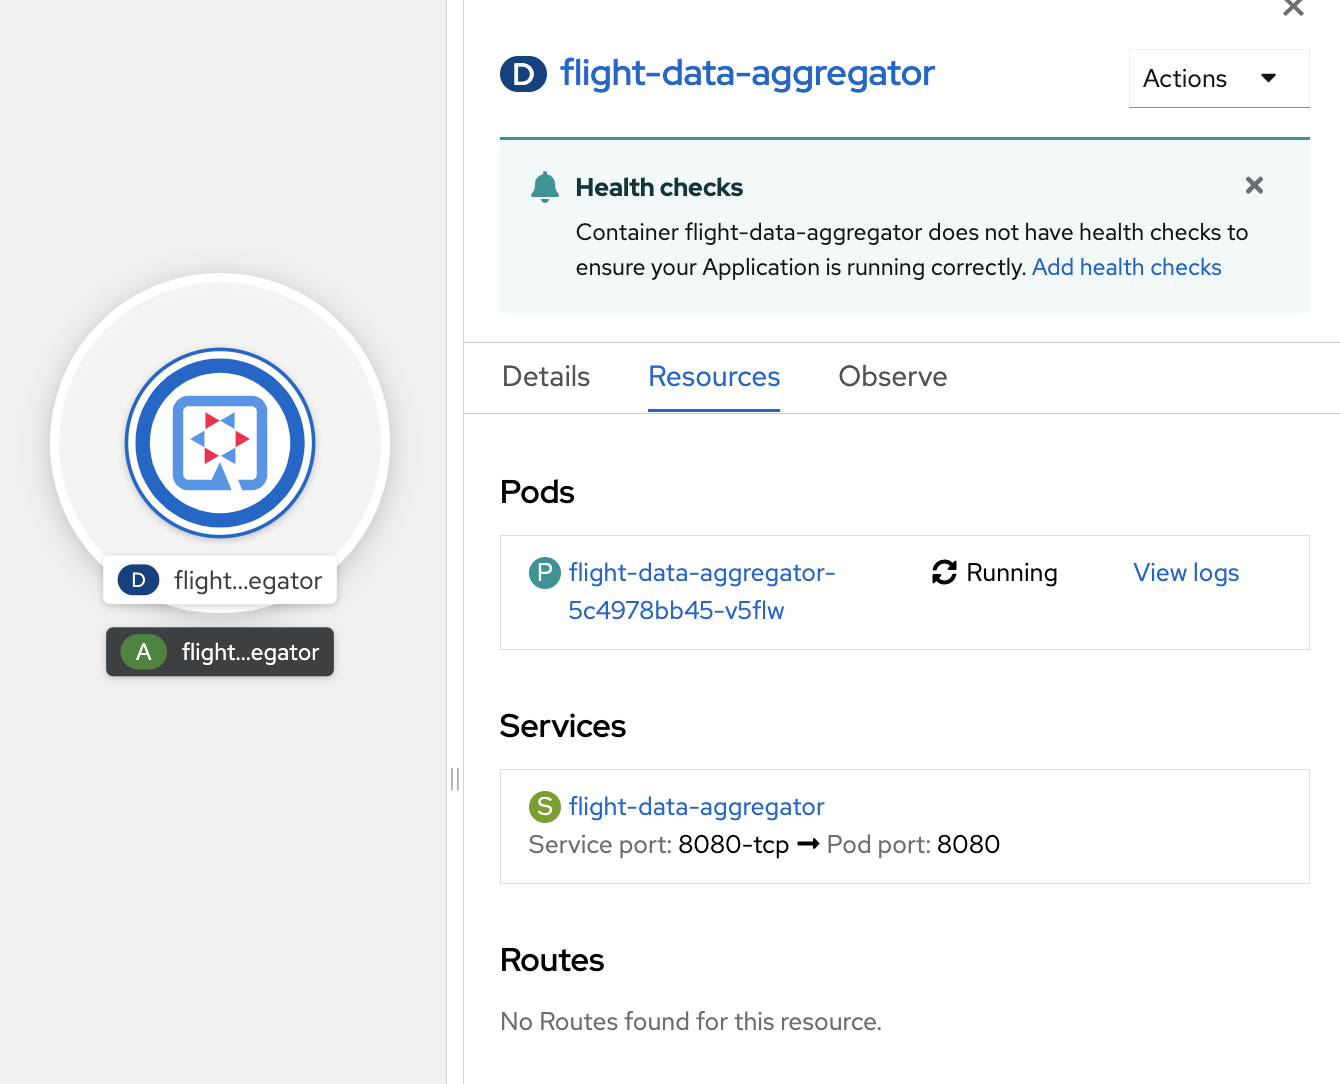 D flight-data-aggregator
Actions
Health checks
Container flight-data-aggregator does not have health checks to
ensure your Application is running correctly. Add health checks
Details Resources Observe
Pods
P flight-data-aggregator-
5c4978bb45-v5flw
Running
View logs
Services
S flight-data-aggregator
Service port: 8080-tcp ➞ Pod port: 8080
Routes
No Routes found for this resource.
D flight...egator
A flight...egator